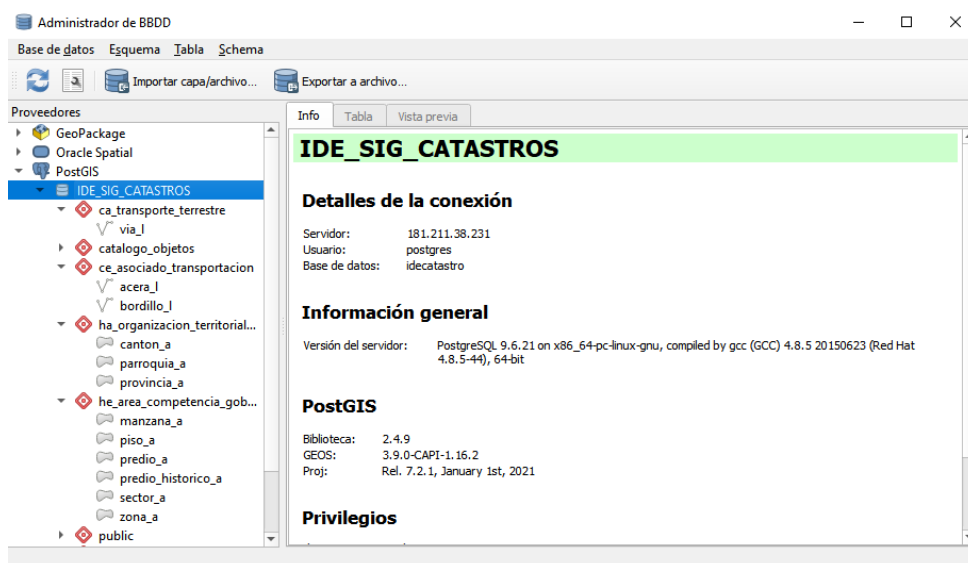 Administrador de BBDD
Base de datos Esquema Tabla Schema
Importar capa/archivo... Exportar a archivo...
Proveedores
GeoPackage
Oracle Spatial
PostGIS
IDE_SIG_CATASTROS
ca_transporte_terrestre
via_l
catalogo_objetos
ce_asociado_transportacion
acera_l
bordillo_l
ha_organizacion_territorial...
canton_a
parroquia_a
provincia_a
he_area_competencia_gob...
manzana_a
piso_a
predio_a
predio_historico_a
sector_a
zona_a
public
Info Tabla Vista previa
IDE_SIG_CATASTROS
Detalles de la conexión
Servidor: 181.211.38.231
Usuario: postgres
Base de datos: idecatastro
Información general
Versión del servidor: PostgreSQL 9.6.21 on x86_64-pc-linux-gnu, compiled by gcc (GCC) 4.8.5 20150623 (Red Hat
4.8.5-44), 64-bit
PostGIS
Biblioteca: 2.4.9
GEOS: 3.9.0-CAPI-1.16.2
Proj: Rel. 7.2.1, January 1st, 2021
Privilegios